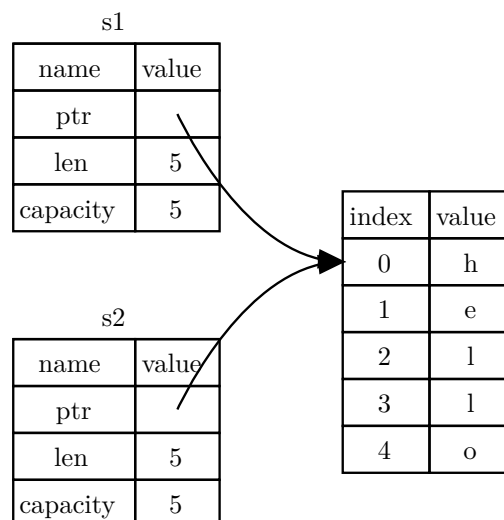 s1
name value
ptr
len 5
capacity 5
s2
name value
ptr
len 5
capacity 5
index value
0 h
1 e
2 l
3 l
4 o